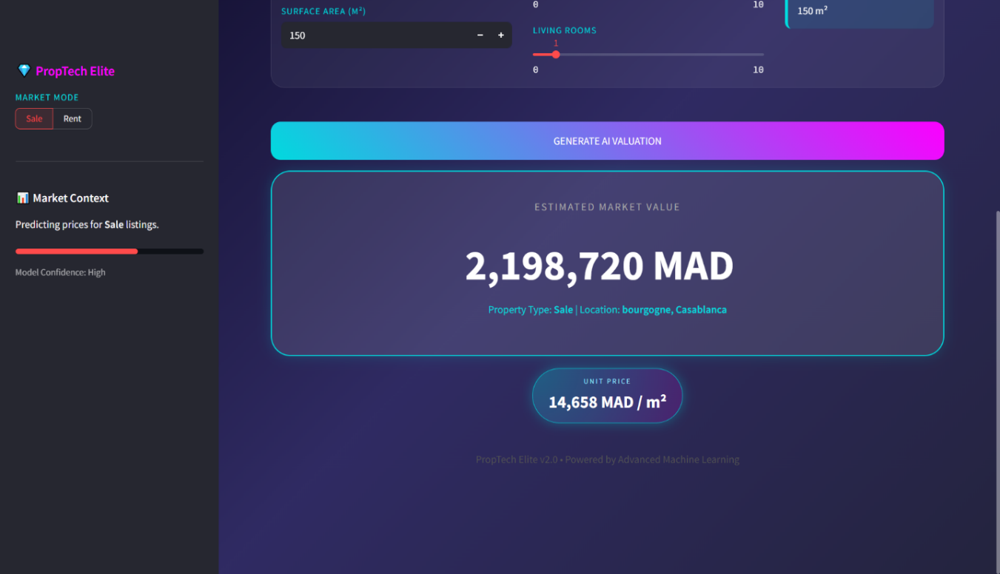 💎 PropTech Elite
MARKET MODE
Sale Rent
📊 Market Context
Predicting prices for Sale listings.
Model Confidence: High
SURFACE AREA (M²)
150 − +
0 10
LIVING ROOMS
1
0 10
150 m²
GENERATE AI VALUATION
ESTIMATED MARKET VALUE
2,198,720 MAD
Property Type: Sale | Location: bourgogne, Casablanca
UNIT PRICE
14,658 MAD / m²
PropTech Elite v2.0 • Powered by Advanced Machine Learning